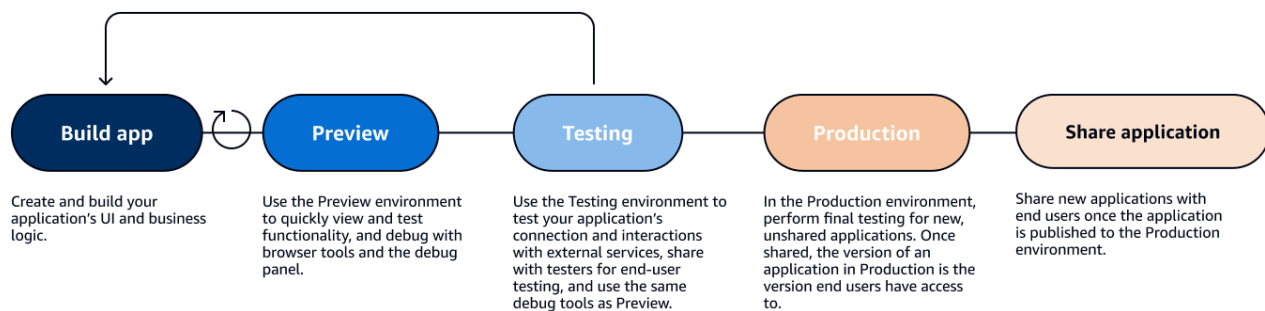 Build app
Preview
Testing
Production
Share application
Create and build your
application's UI and business
logic.
Use the Preview environment
to quickly view and test
functionality, and debug with
browser tools and the debug
panel.
Use the Testing environment to
test your application's
connection and interactions
with external services, share
with testers for end-user
testing, and use the same
debug tools as Preview.
In the Production environment,
perform final testing for new,
unshared applications. Once
shared, the version of an
application in Production is the
version end users have access
to.
Share new applications with
end users once the application
is published to the Production
environment.